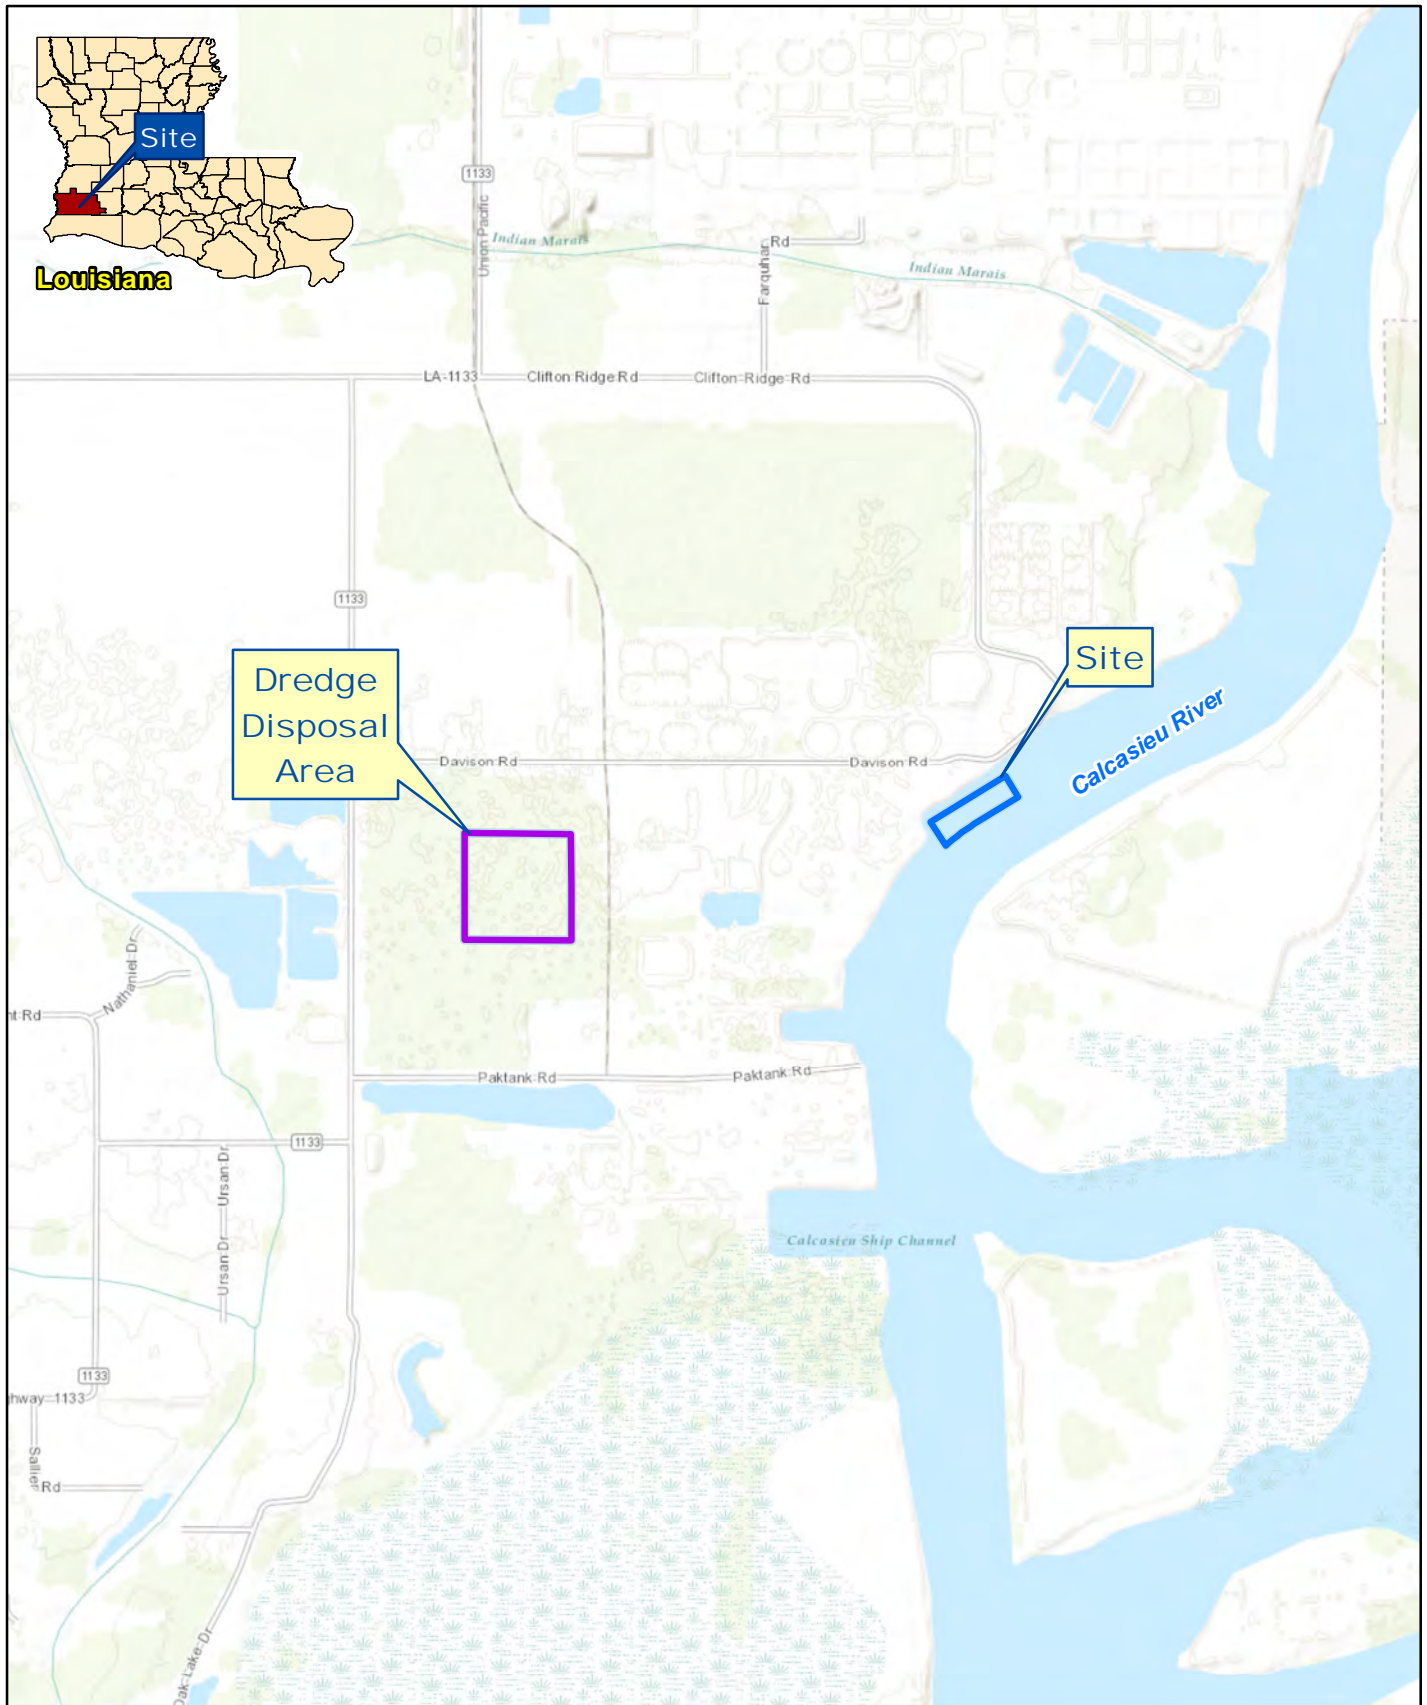 Site
Louisiana
1133
Union Pacific
Indian Marais
Farquhar Rd
Indian Marais
LA-1133
Clifton Ridge Rd
Clifton Ridge Rd
1133
Site
Dredge
Disposal
Area
Calcasieu River
Davison Rd
Davison Rd
Nathaniel Dr
nt Rd
Paktank Rd
Paktank Rd
1133
Ursan Dr
Ursan Dr
Calcasieu Ship Channel
1133
hway 1133
Sallier Rd
Oak Lake Dr